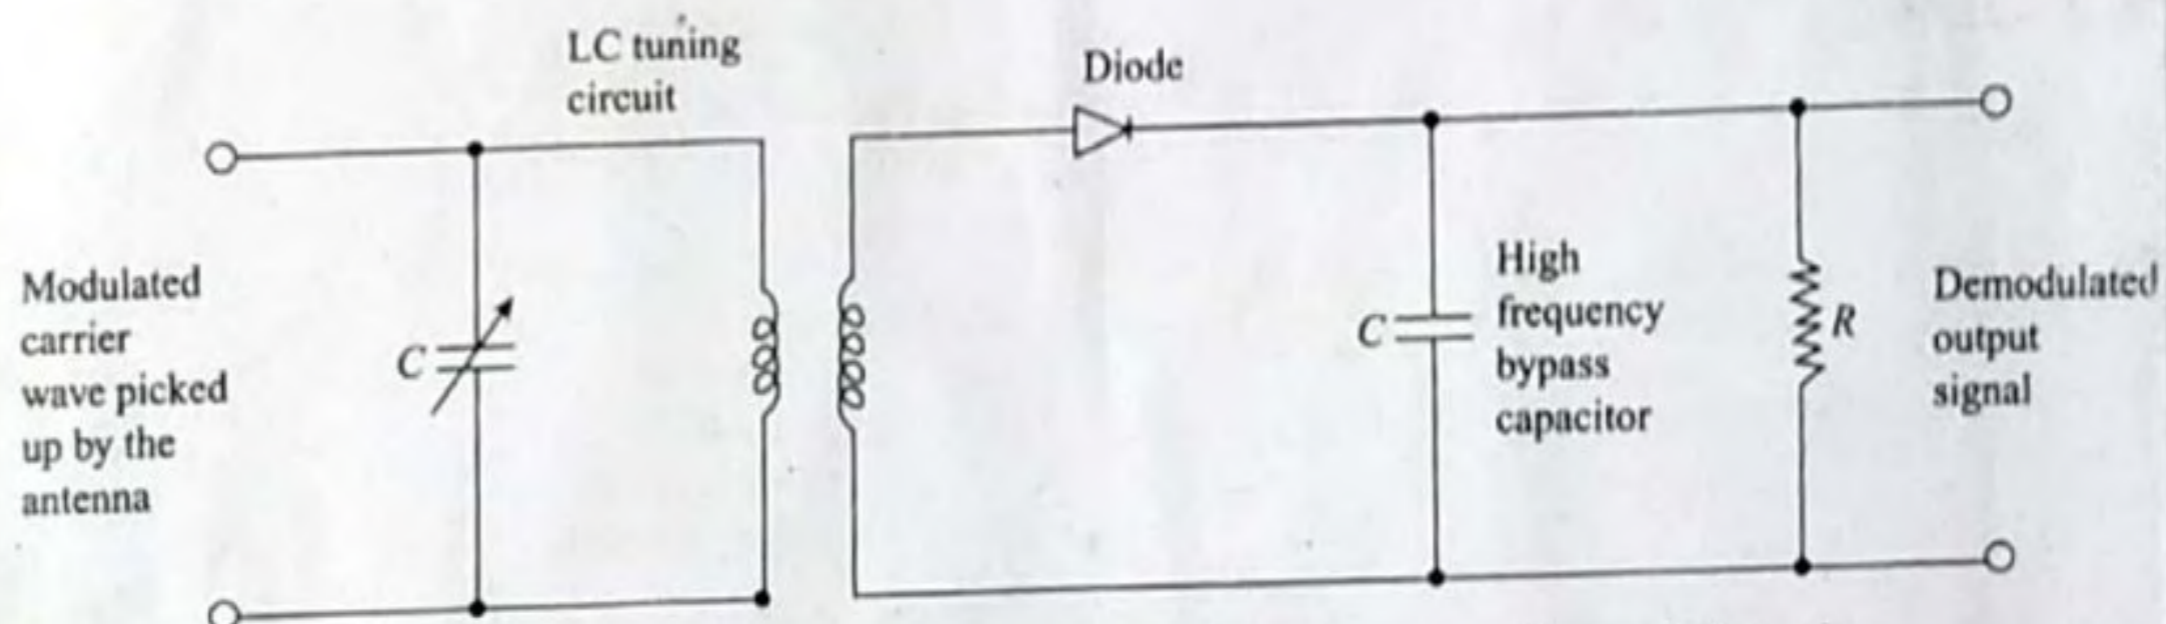 LC tuning
circuit
Diode
Modulated
carrier
wave picked
up by the
antenna
C
C
High
frequency
bypass
capacitor
R
Demodulated
output
signal